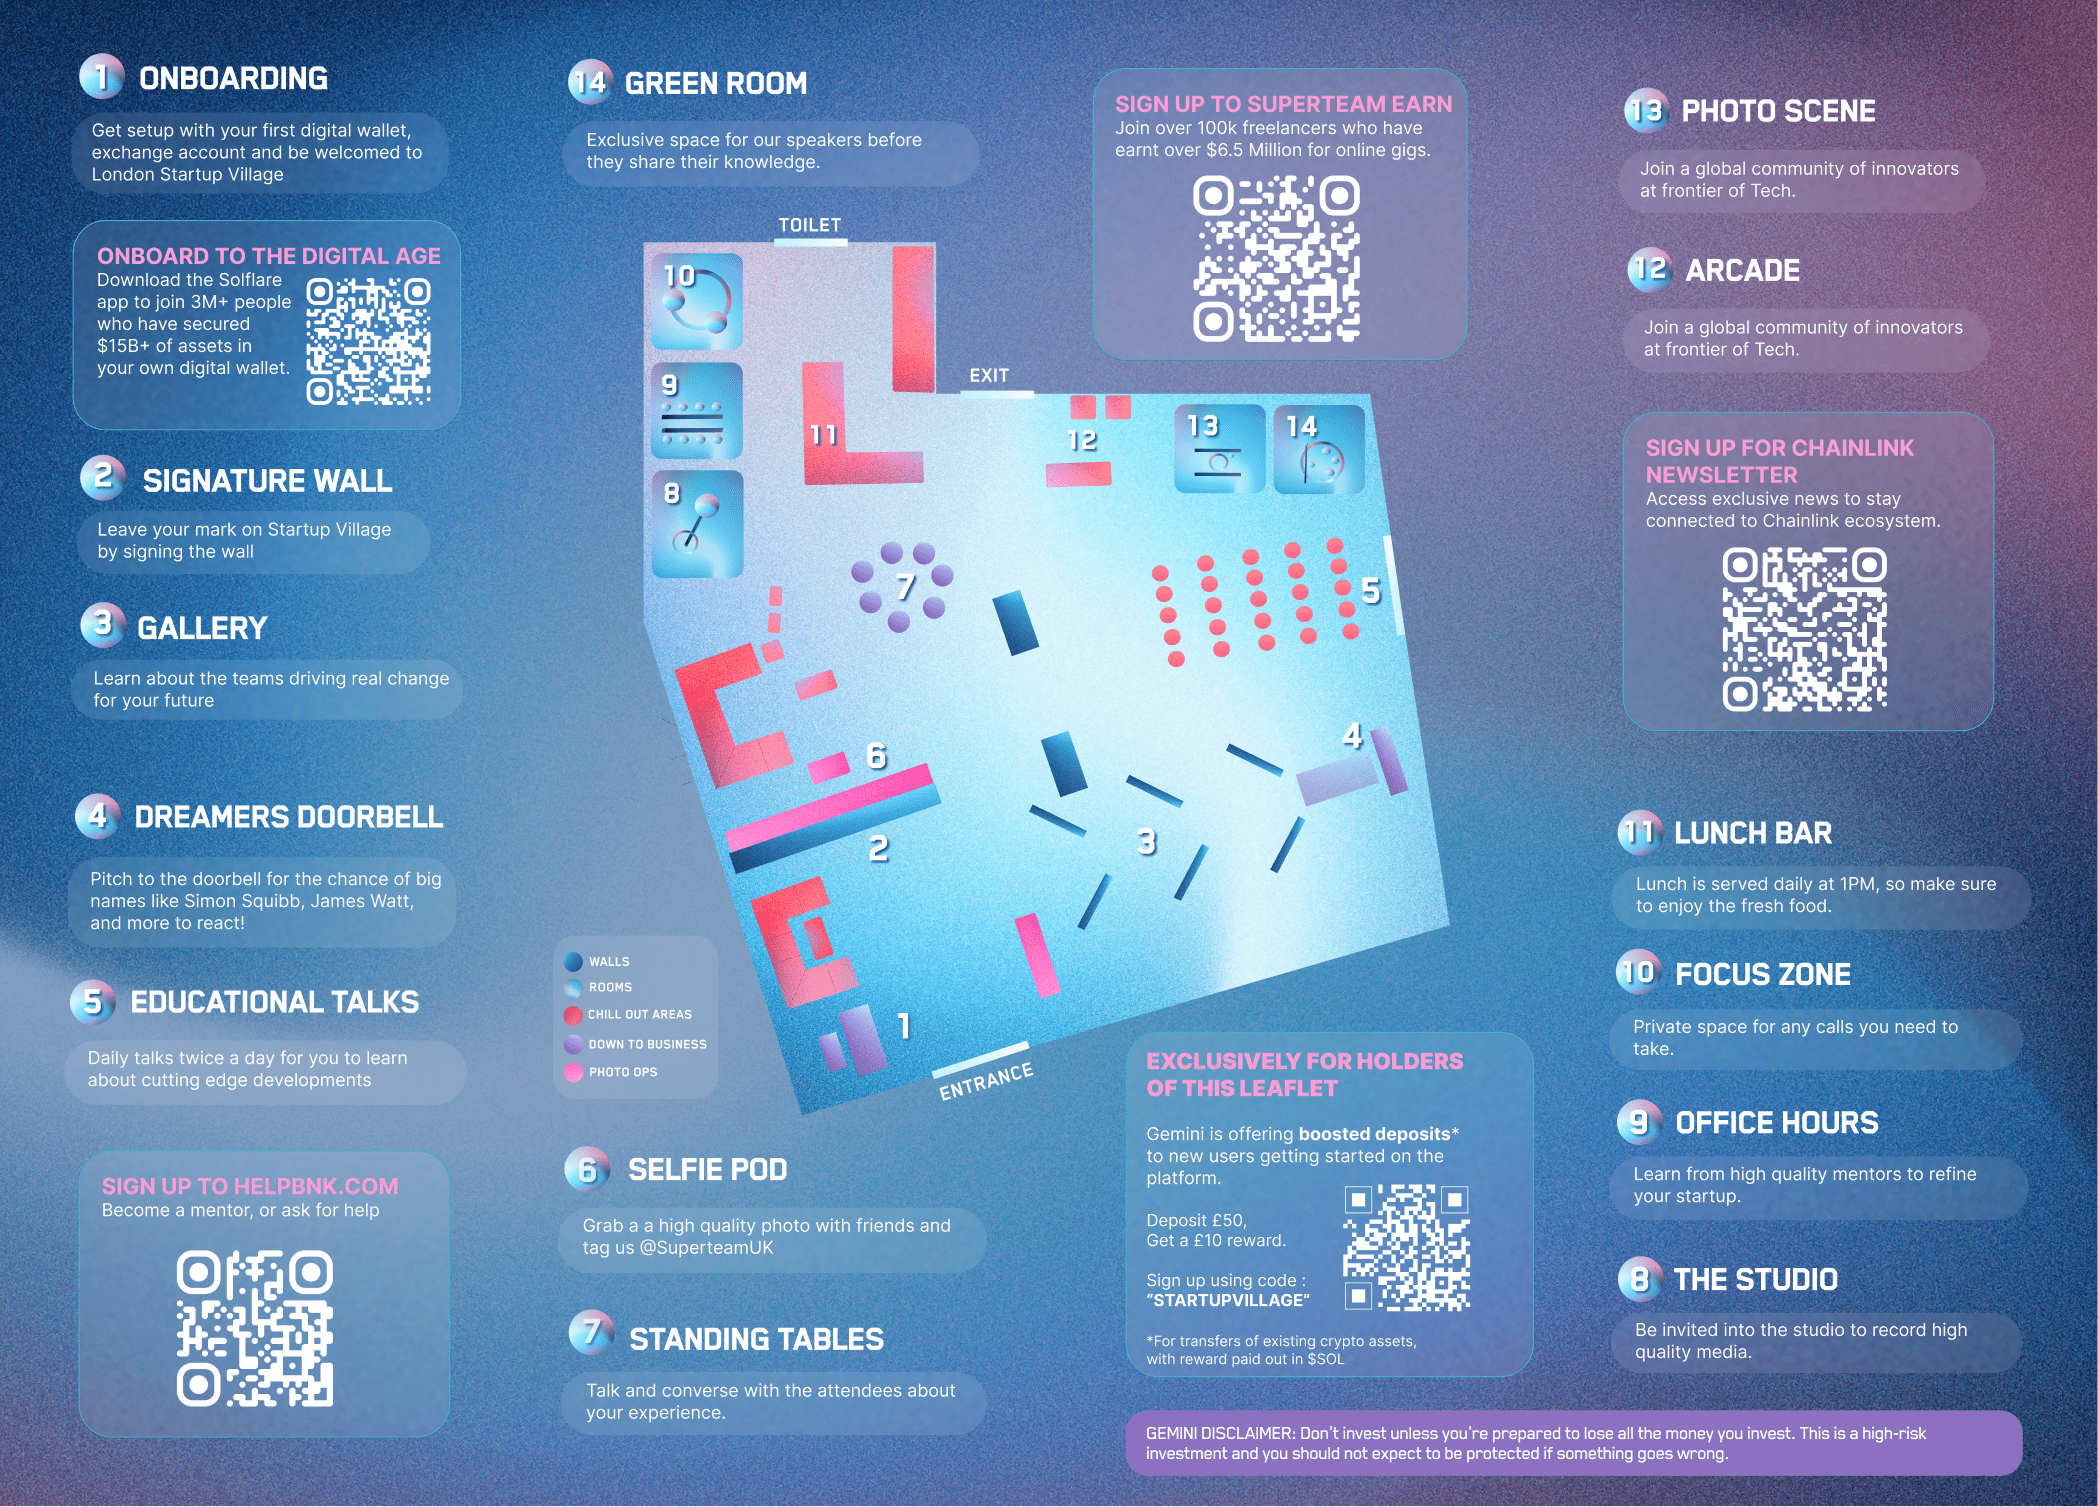 1 ONBOARDING
Get setup with your first digital wallet,
exchange account and be welcomed to
London Startup Village
ONBOARD TO THE DIGITAL AGE
Download the Solflare
app to join 3M+ people
who have secured
$15B+ of assets in
your own digital wallet.
2 SIGNATURE WALL
Leave your mark on Startup Village
by signing the wall
3 GALLERY
Learn about the teams driving real change
for your future
4 DREAMERS DOORBELL
Pitch to the doorbell for the chance of big
names like Simon Squibb, James Watt,
and more to react!
5 EDUCATIONAL TALKS
Daily talks twice a day for you to learn
about cutting edge developments
SIGN UP TO HELPBNK.COM
Become a mentor, or ask for help
14 GREEN ROOM
Exclusive space for our speakers before
they share their knowledge.
TOILET
10
EXIT
9
11
12
13
14
8
7
5
4
6
2
3
1
ENTRANCE
WALLS
ROOMS
CHILL OUT AREAS
DOWN TO BUSINESS
PHOTO OPS
6 SELFIE POD
Grab a a high quality photo with friends and
tag us @SuperteamUK
7 STANDING TABLES
Talk and converse with the attendees about
your experience.
SIGN UP TO SUPERTEAM EARN
Join over 100k freelancers who have
earnt over $6.5 Million for online gigs.
EXCLUSIVELY FOR HOLDERS
OF THIS LEAFLET
Gemini is offering boosted deposits*
to new users getting started on the
platform.
Deposit £50,
Get a £10 reward.
Sign up using code :
"STARTUPVILLAGE"
*For transfers of existing crypto assets,
with reward paid out in $SOL
13 PHOTO SCENE
Join a global community of innovators
at frontier of Tech.
12 ARCADE
Join a global community of innovators
at frontier of Tech.
SIGN UP FOR CHAINLINK
NEWSLETTER
Access exclusive news to stay
connected to Chainlink ecosystem.
11 LUNCH BAR
Lunch is served daily at 1PM, so make sure
to enjoy the fresh food.
10 FOCUS ZONE
Private space for any calls you need to
take.
9 OFFICE HOURS
Learn from high quality mentors to refine
your startup.
8 THE STUDIO
Be invited into the studio to record high
quality media.
GEMINI DISCLAIMER: Don't invest unless you're prepared to lose all the money you invest. This is a high-risk
investment and you should not expect to be protected if something goes wrong.